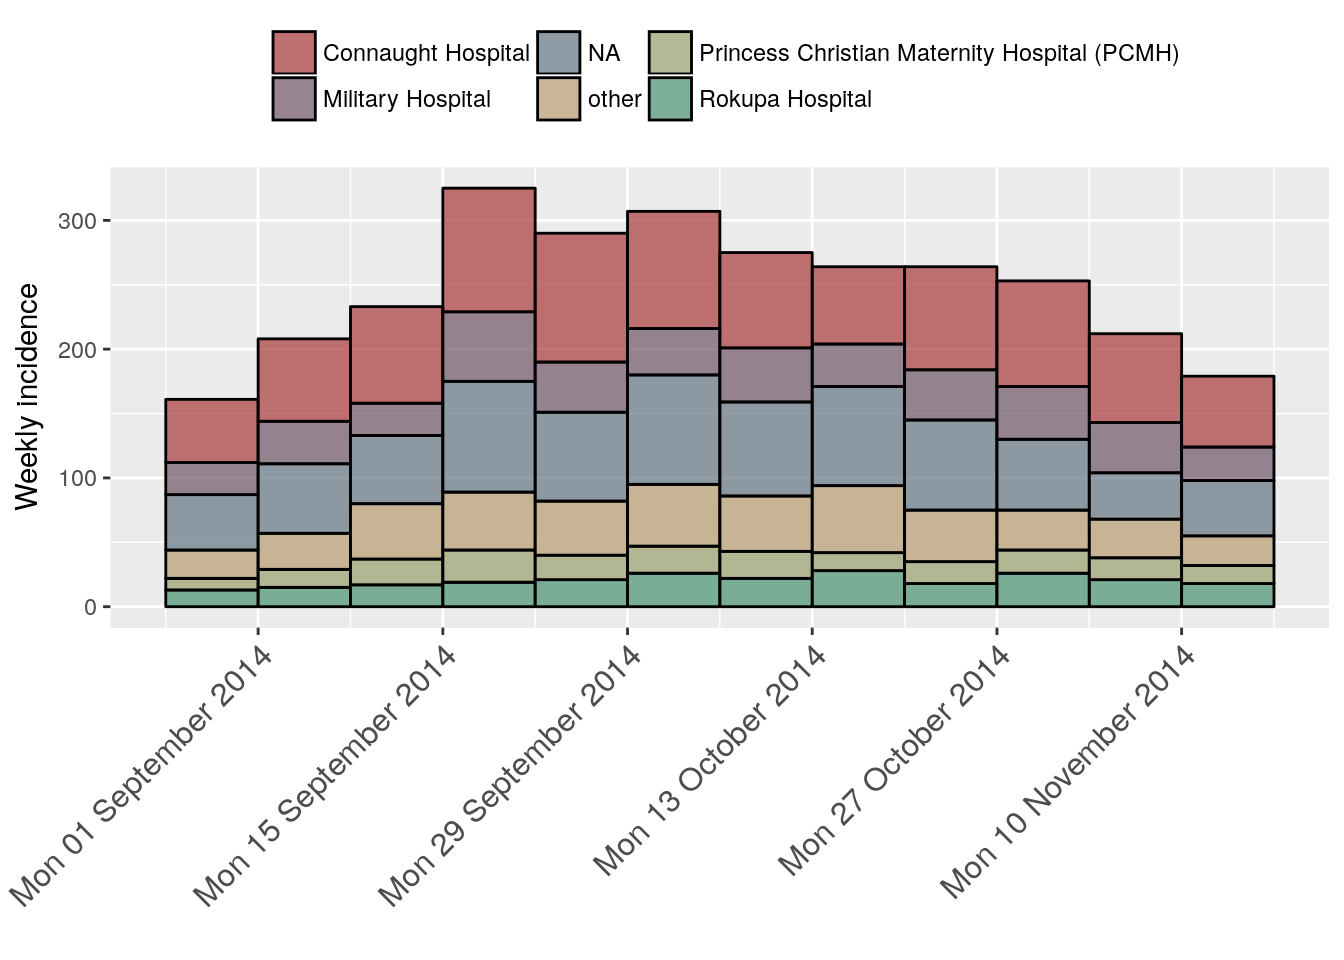 Connaught Hospital NA Princess Christian Maternity Hospital (PCMH)
Military Hospital other Rokupa Hospital
Weekly incidence
300
200
100
0
Mon 01 September 2014
Mon 15 September 2014
Mon 29 September 2014
Mon 13 October 2014
Mon 27 October 2014
Mon 10 November 2014